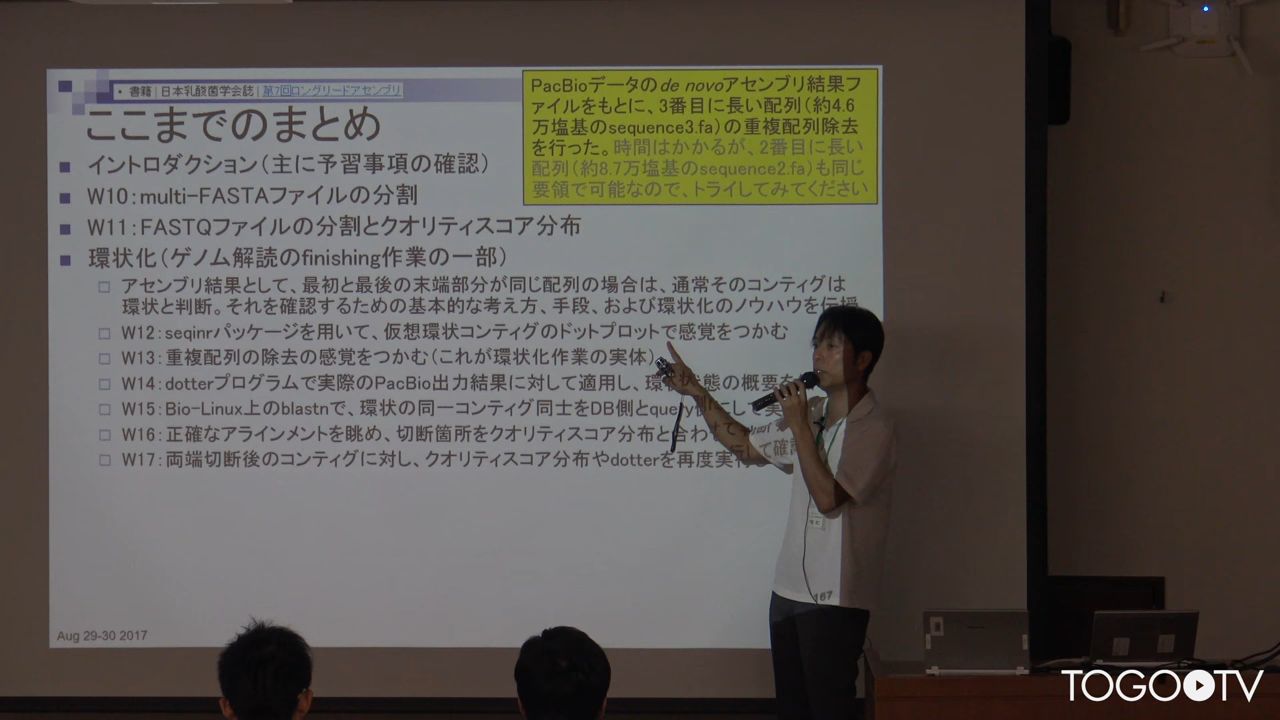 • 書籍 | 日本乳酸菌学会誌 | 第7回ロングリードアセンブリ
ここまでのまとめ
PacBioデータのde novoアセンブリ結果フ
ァイルをもとに、3番目に長い配列（約4.6
万塩基のsequence3.fa）の重複配列除去
を行った。時間はかかるが、2番目に長い
配列（約8.7万塩基のsequence2.fa）も同じ
要領で可能なので、トライしてみてください
イントロダクション（主に予習事項の確認）
W10：multi-FASTAファイルの分割
W11：FASTQファイルの分割とクオリティスコア分布
環状化（ゲノム解読のfinishing作業の一部）
アセンブリ結果として、最初と最後の末端部分が同じ配列の場合は、通常そのコンティグは
環状と判断。それを確認するための基本的な考え方、手段、および環状化のノウハウを伝授
W12：seqinrパッケージを用いて、仮想環状コンティグのドットプロットで感覚をつかむ
W13：重複配列の除去の感覚をつかむ（これが環状化作業の実体）
W14：dotterプログラムで実際のPacBio出力結果に対して適用し、環状状態の概要を
W15：Bio-Linux上のblastnで、環状の同一コンティグ同士をDB側とquery側にして実
W16：正確なアラインメントを眺め、切断箇所をクオリティスコア分布と合わせて
W17：両端切断後のコンティグに対し、クオリティスコア分布やdotterを再度実行して確
Aug 29-30 2017
167
TOGO TV